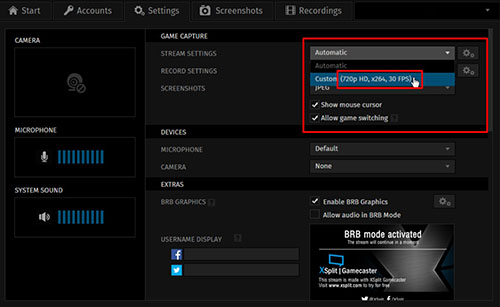 Start
Accounts
Settings
Screenshots
Recordings
CAMERA
MICROPHONE
SYSTEM SOUND
GAME CAPTURE
STREAM SETTINGS
Automatic
Automatic
RECORD SETTINGS
Custom (720p HD, x264, 30 FPS)
SCREENSHOTS
JPEG
Show mouse cursor
Allow game switching ?
DEVICES
MICROPHONE
Default
CAMERA
None
EXTRAS
BRB GRAPHICS ?
Enable BRB Graphics
Allow audio in BRB Mode
USERNAME DISPLAY ?
BRB mode activated
The stream will continue in a moment
XSplit | Gamecaster
This stream is made with XSplit Gamecaster
Visit www.xsplit.com to try for free